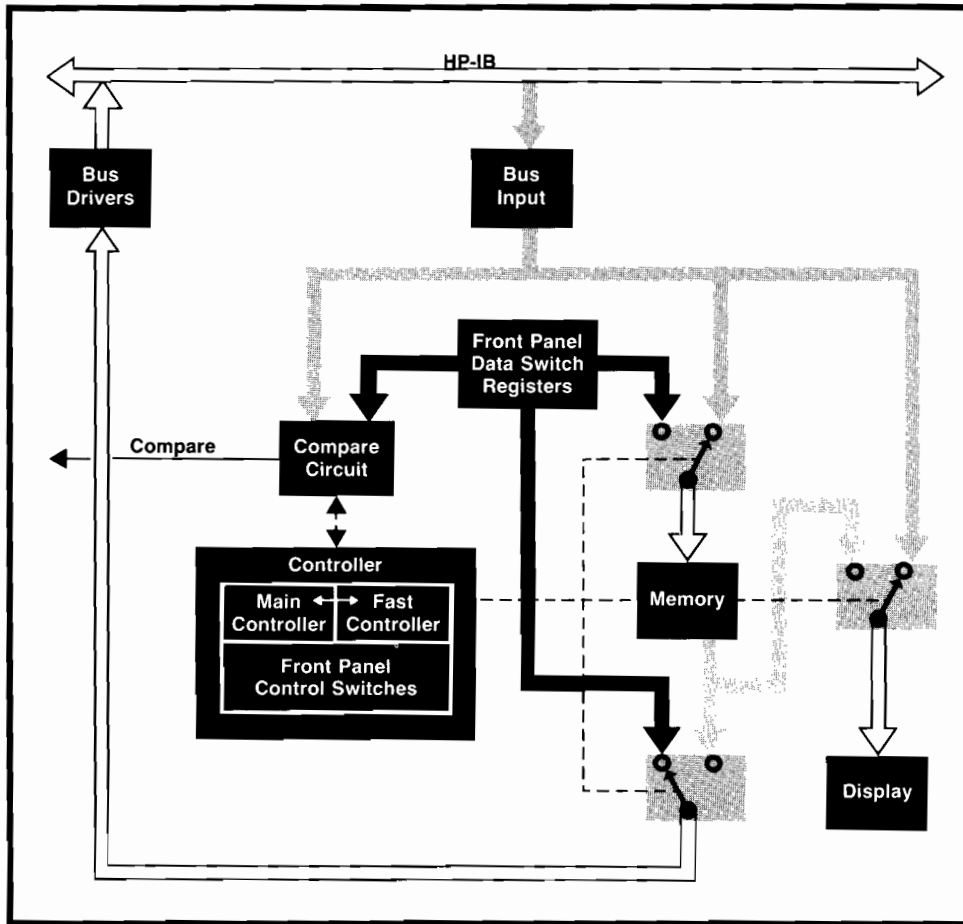 HP-IB
Bus
Drivers
Bus
Input
Front Panel
Data Switch
Registers
Compare
Compare
Circuit
Controller
Main
Controller
Fast
Controller
Front Panel
Control Switches
Memory
Display